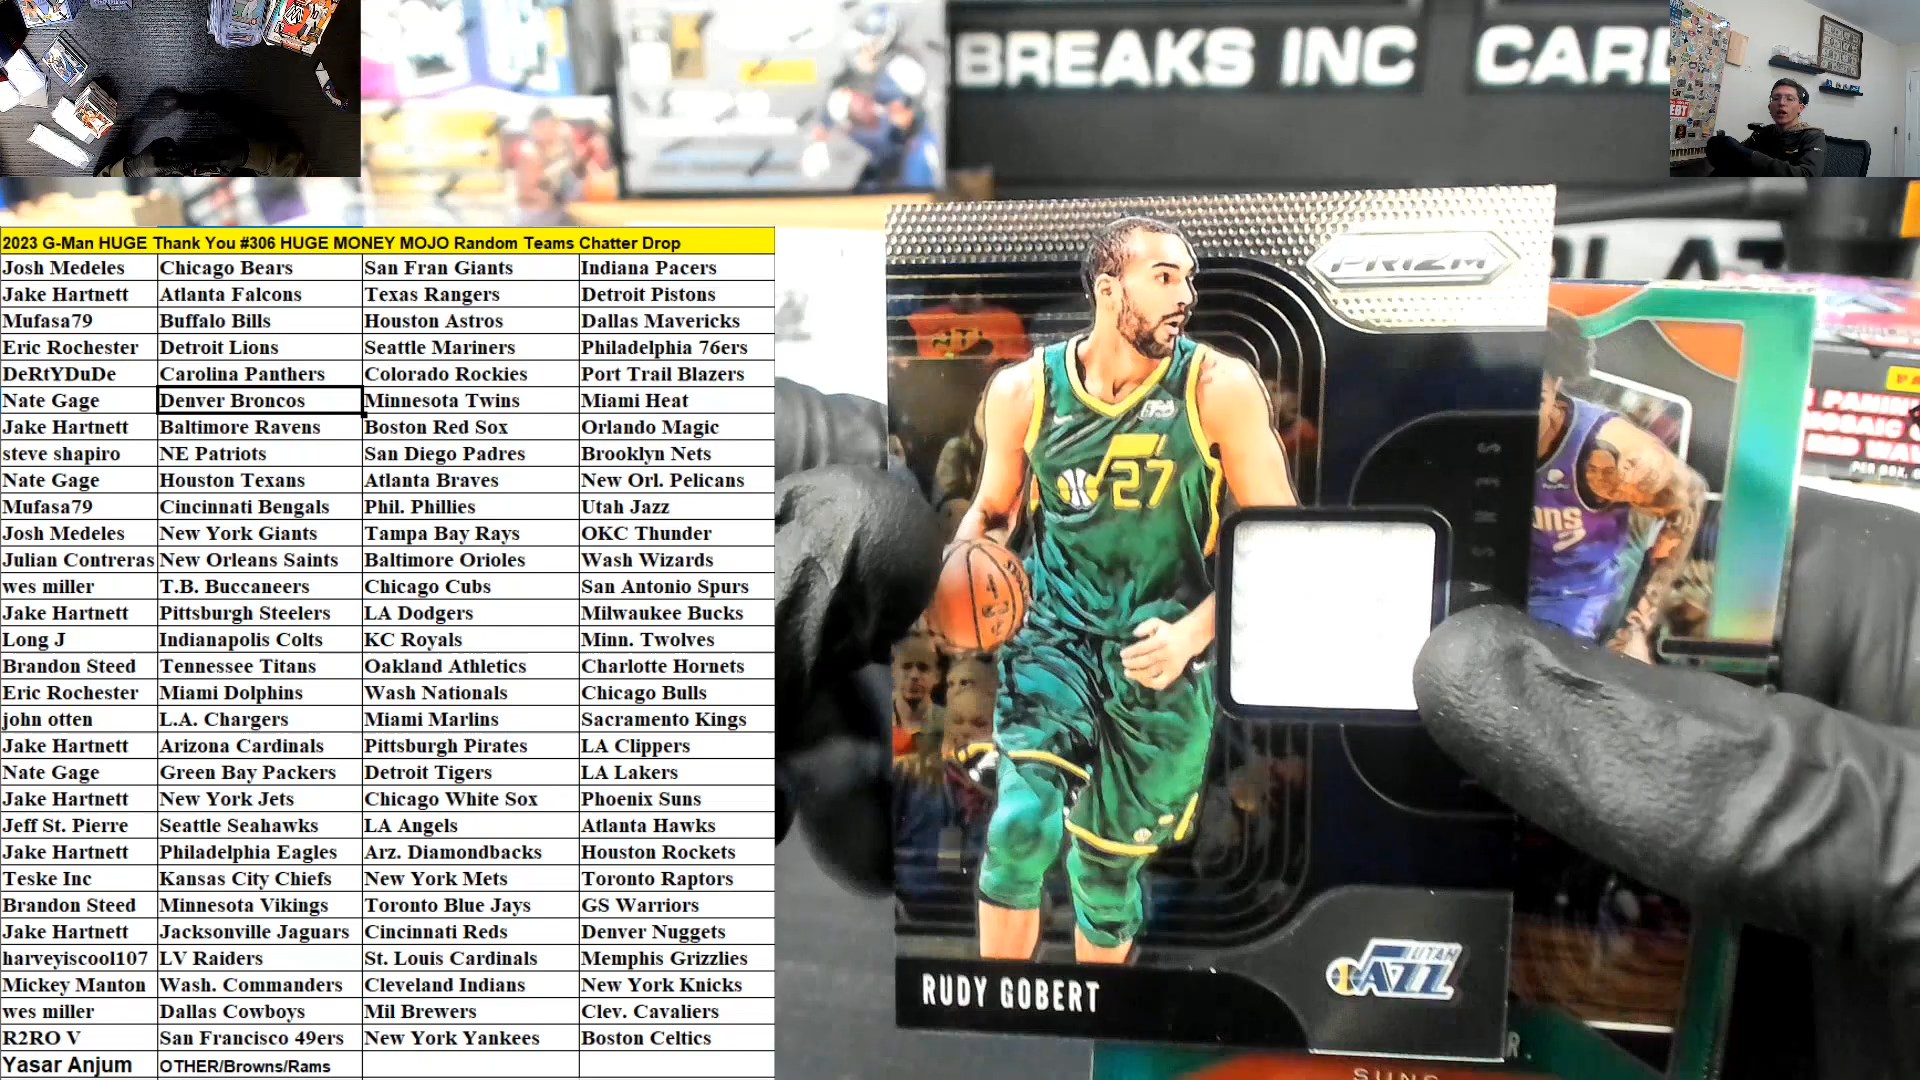 BREAKS INC CARD
2023 G-Man HUGE Thank You #306 HUGE MONEY MOJO Random Teams Chatter Drop
Josh Medeles Chicago Bears San Fran Giants Indiana Pacers
Jake Hartnett Atlanta Falcons Texas Rangers Detroit Pistons
Mufasa79 Buffalo Bills Houston Astros Dallas Mavericks
Eric Rochester Detroit Lions Seattle Mariners Philadelphia 76ers
DeRtYDuDe Carolina Panthers Colorado Rockies Port Trail Blazers
Nate Gage Denver Broncos Minnesota Twins Miami Heat
Jake Hartnett Baltimore Ravens Boston Red Sox Orlando Magic
steve shapiro NE Patriots San Diego Padres Brooklyn Nets
Nate Gage Houston Texans Atlanta Braves New Orl. Pelicans
Mufasa79 Cincinnati Bengals Phil. Phillies Utah Jazz
Josh Medeles New York Giants Tampa Bay Rays OKC Thunder
Julian Contreras New Orleans Saints Baltimore Orioles Wash Wizards
wes miller T.B. Buccaneers Chicago Cubs San Antonio Spurs
Jake Hartnett Pittsburgh Steelers LA Dodgers Milwaukee Bucks
Long J Indianapolis Colts KC Royals Minn. Twolves
Brandon Steed Tennessee Titans Oakland Athletics Charlotte Hornets
Eric Rochester Miami Dolphins Wash Nationals Chicago Bulls
john otten L.A. Chargers Miami Marlins Sacramento Kings
Jake Hartnett Arizona Cardinals Pittsburgh Pirates LA Clippers
Nate Gage Green Bay Packers Detroit Tigers LA Lakers
Jake Hartnett New York Jets Chicago White Sox Phoenix Suns
Jeff St. Pierre Seattle Seahawks LA Angels Atlanta Hawks
Jake Hartnett Philadelphia Eagles Arz. Diamondbacks Houston Rockets
Teske Inc Kansas City Chiefs New York Mets Toronto Raptors
Brandon Steed Minnesota Vikings Toronto Blue Jays GS Warriors
Jake Hartnett Jacksonville Jaguars Cincinnati Reds Denver Nuggets
harveyiscool107 LV Raiders St. Louis Cardinals Memphis Grizzlies
Mickey Manton Wash. Commanders Cleveland Indians New York Knicks
wes miller Dallas Cowboys Mil Brewers Clev. Cavaliers
R2RO V San Francisco 49ers New York Yankees Boston Celtics
Yasar Anjum OTHER/Browns/Rams
PRIZM
27
RUDY GOBERT
UTAH
JAZZ
SUNS